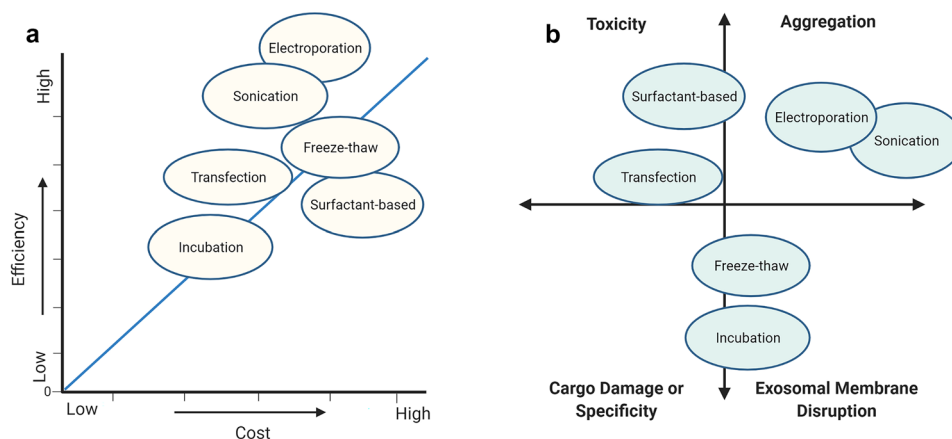 a
High
Efficiency
Low
0
Electroporation
Sonication
Freeze-thaw
Transfection
Surfactant-based
Incubation
Low
High
Cost
b
Toxicity
Aggregation
Surfactant-based
Electroporation
Sonication
Transfection
Freeze-thaw
Incubation
Cargo Damage or
Specificity
Exosomal Membrane
Disruption